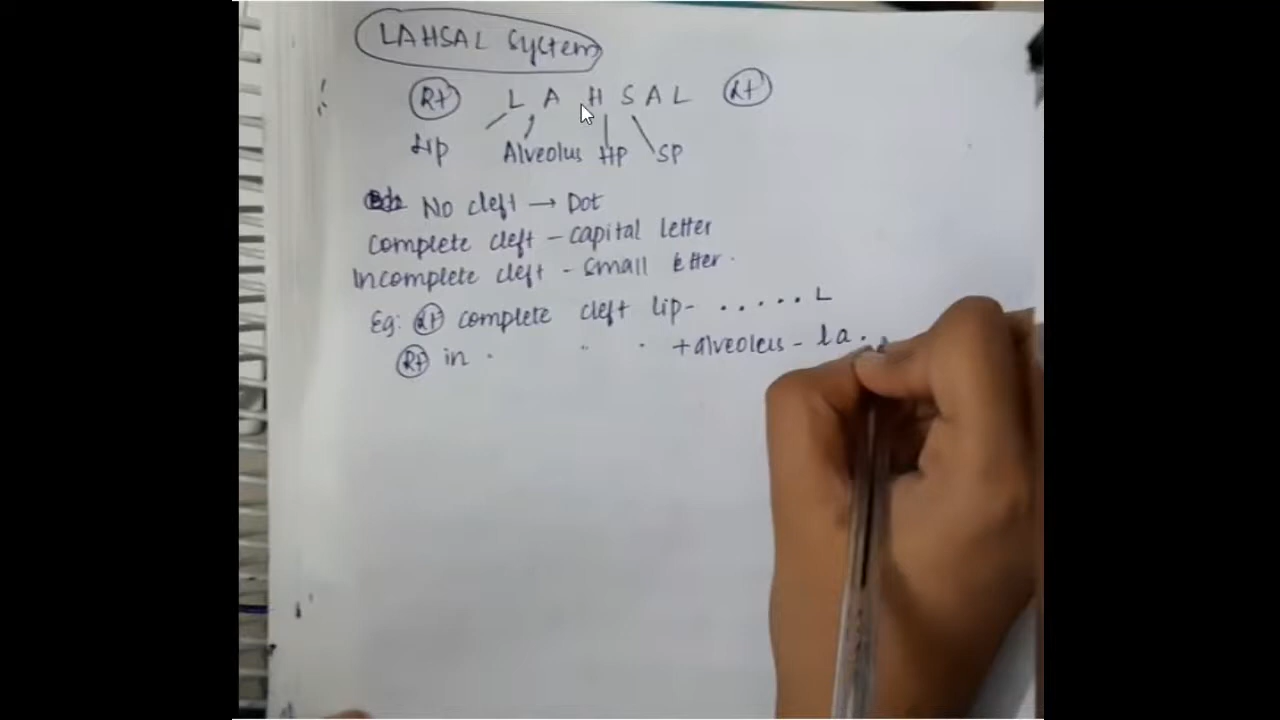 LAHSAL System
Rt L A H S A L Lt
Lip Alveolus HP SP
No cleft → Dot
Complete cleft - capital letter
Incomplete cleft - small letter.
Eg: Lt complete cleft lip- . . . . . L
Rt in " " " + alveolus - la .